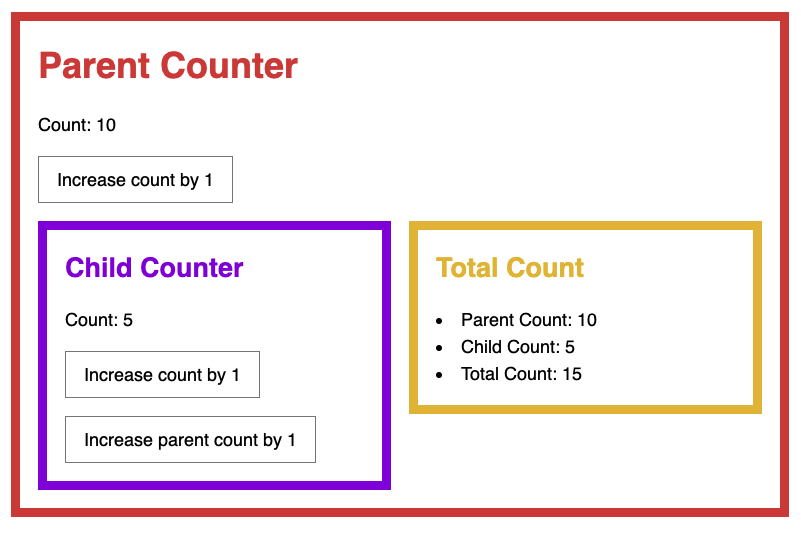 Parent Counter
Count: 10
Increase count by 1
Child Counter
Count: 5
Increase count by 1
Increase parent count by 1
Total Count
• Parent Count: 10
• Child Count: 5
• Total Count: 15